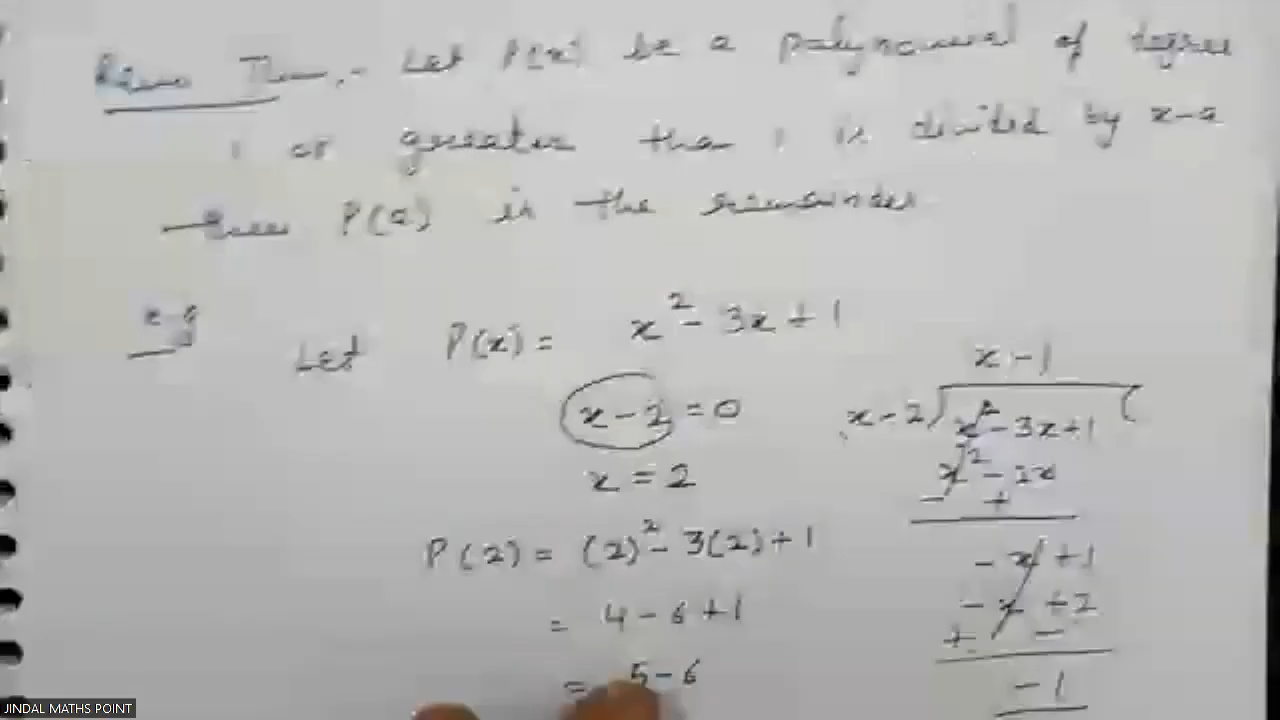 Let P(x) be a polynomial of degree
1 or greater than 1 is divided by x-a
then P(a) is the remainder
e.g
Let P(x) = x² - 3x + 1
x - 2 = 0
x = 2
P(2) = (2)² - 3(2) + 1
= 4 - 6 + 1
= 5 - 6
x - 1
x - 2) x² - 3x + 1 (
x² - 2x
- +
- x + 1
- x + 2
+ -
- 1
JINDAL MATHS POINT